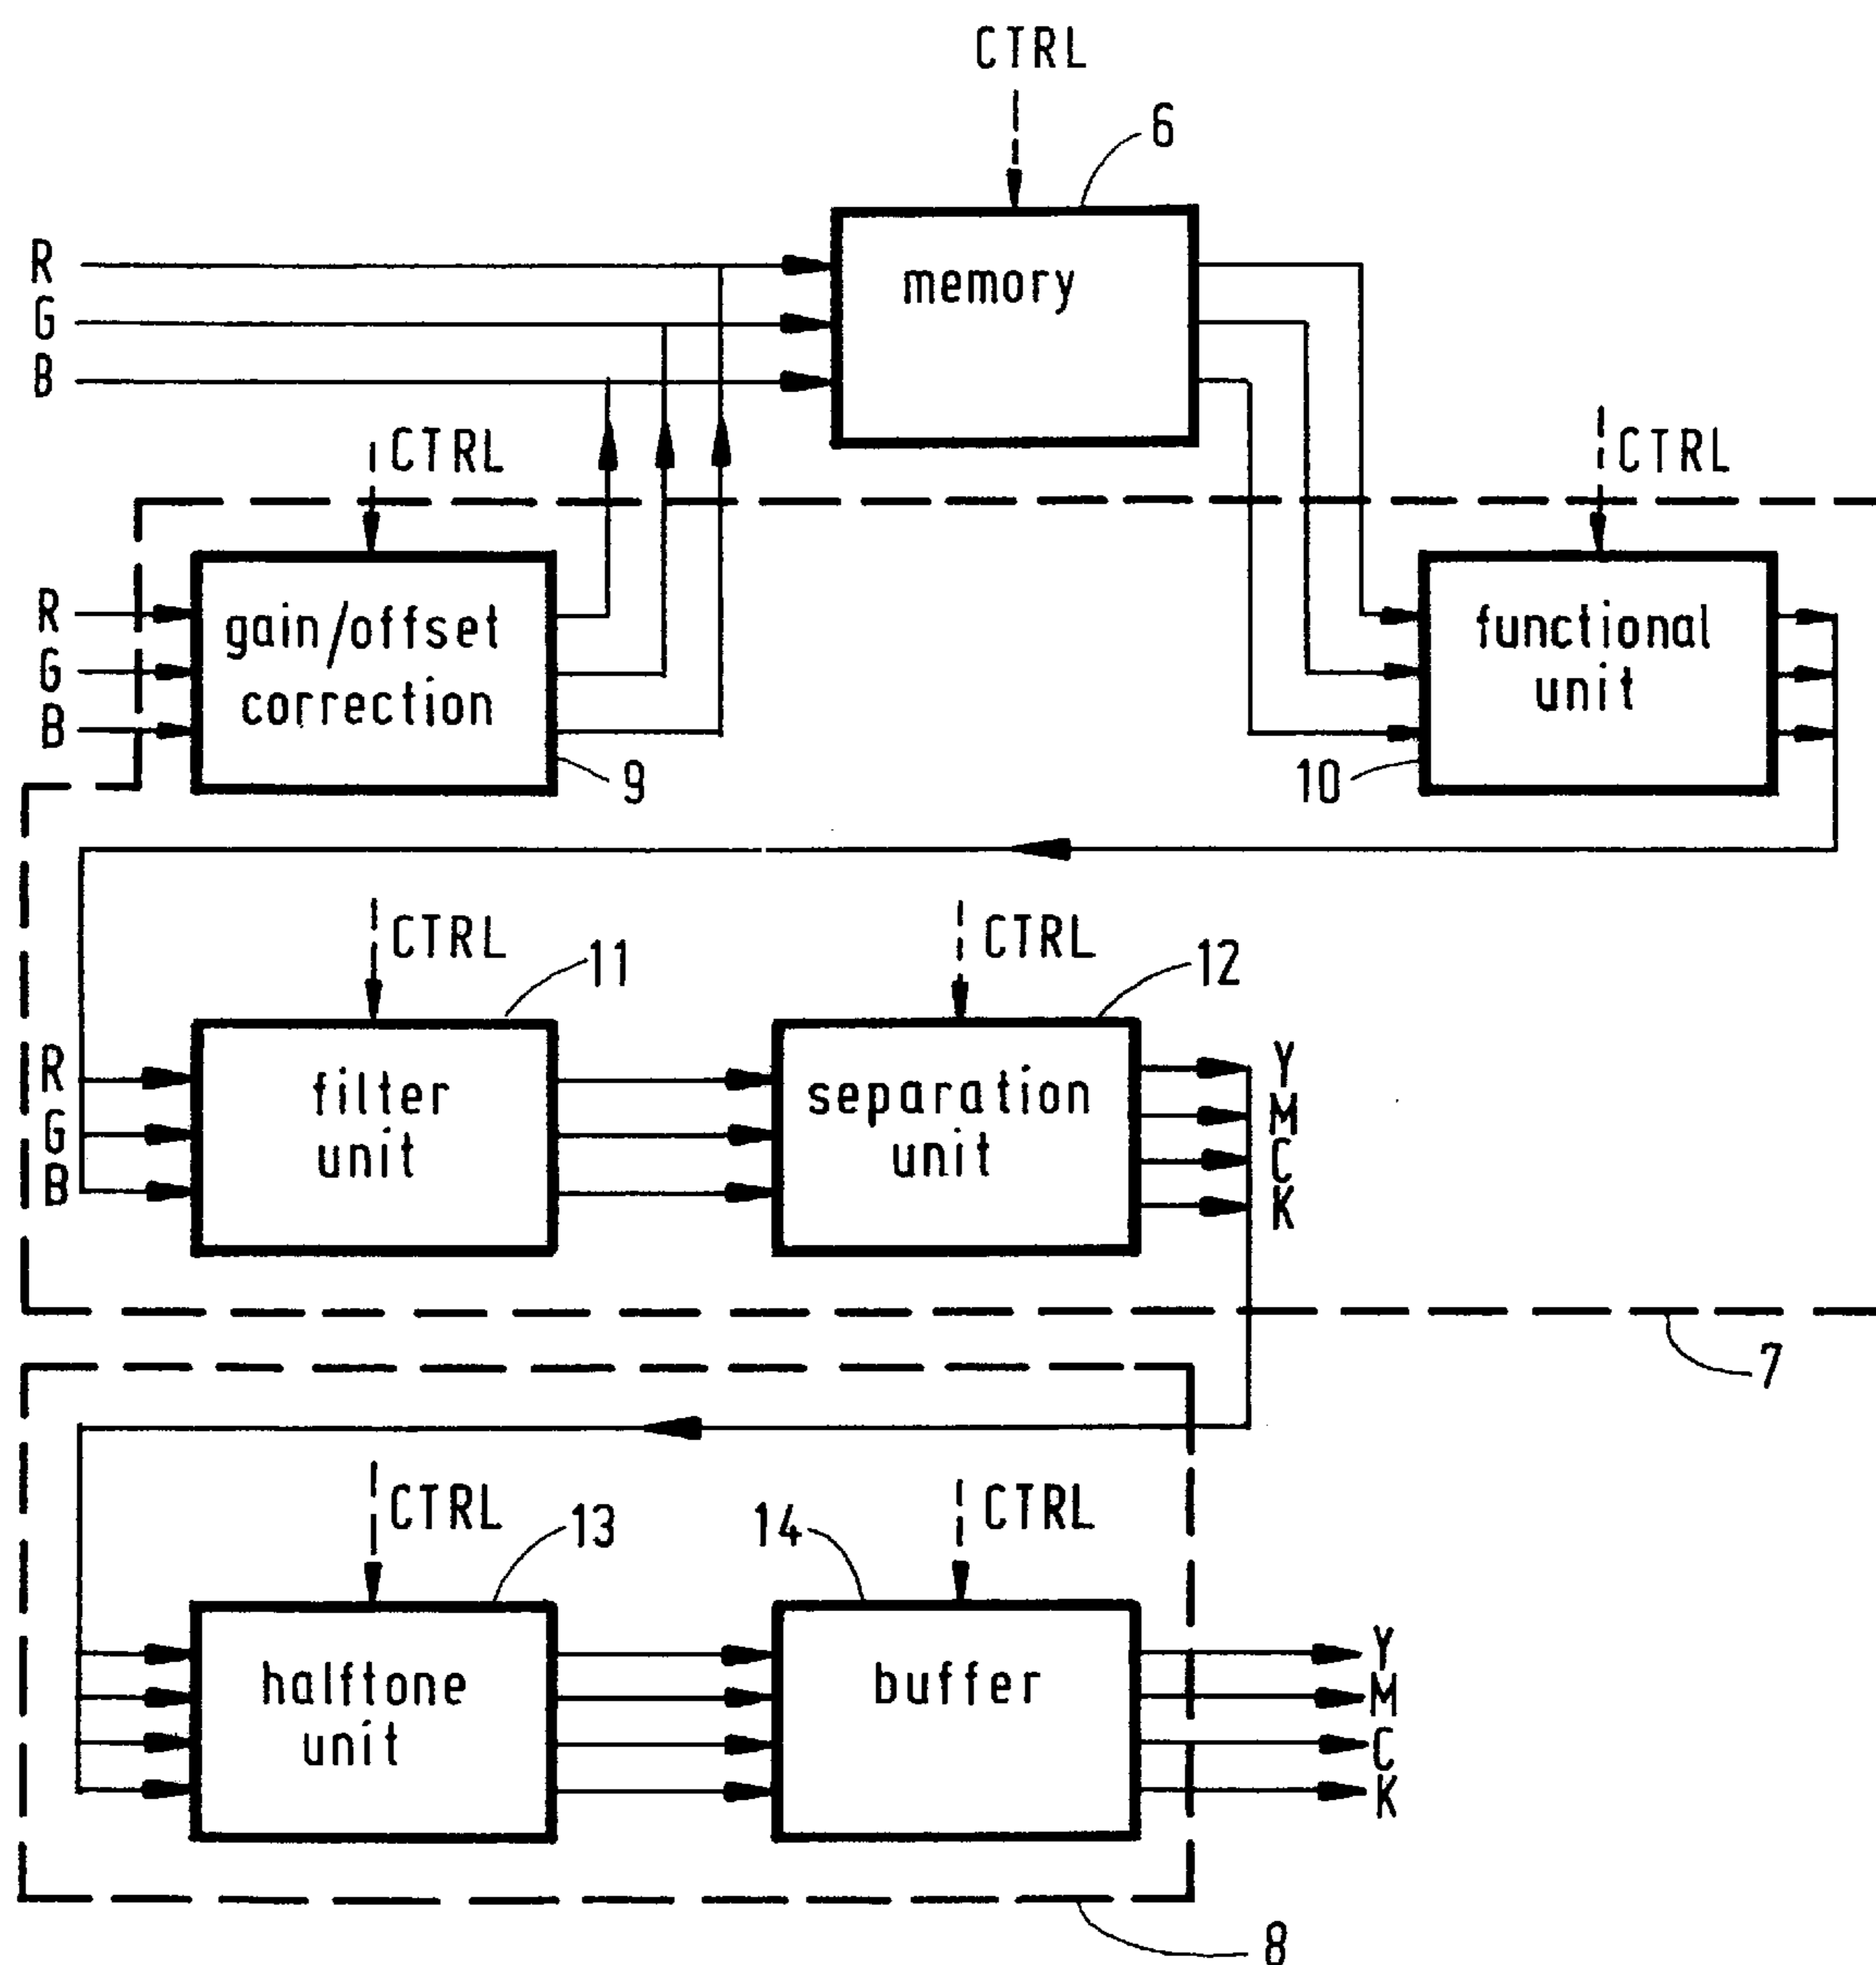 CTRL
6
R
G
B
memory
CTRL
CTRL
R
G
B
gain/offset
correction
functional
unit
9
10
CTRL
11
CTRL
12
R
G
B
filter
unit
separation
unit
Y
M
C
K
7
CTRL
13
14
CTRL
halftone
unit
buffer
Y
M
C
K
8